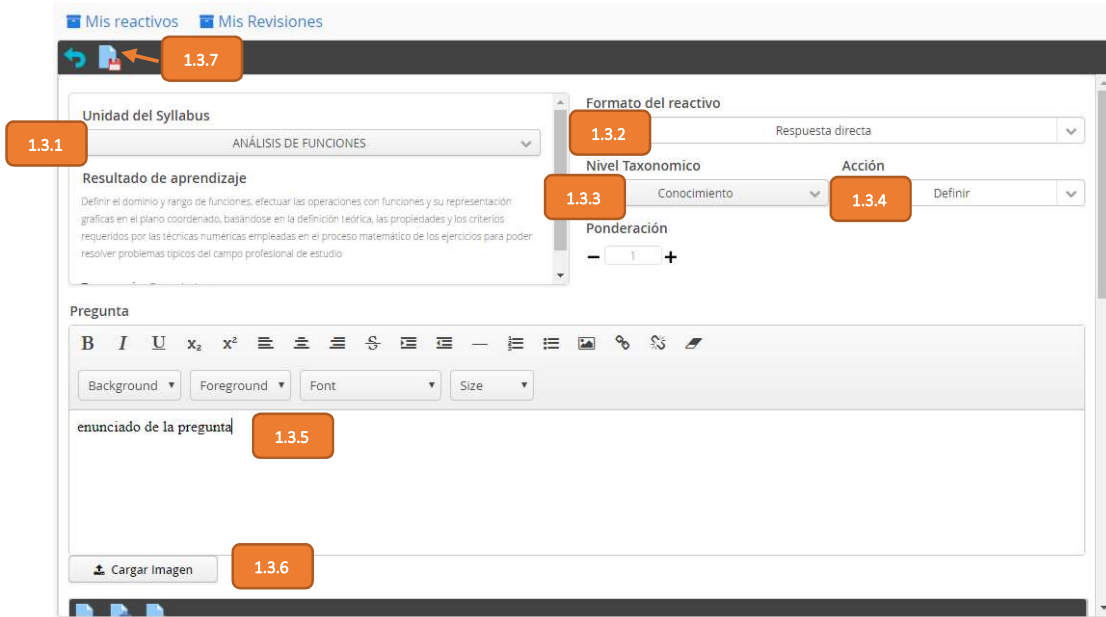 Mis reactivos Mis Revisiones
1.3.7
Unidad del Syllabus
1.3.1
ANÁLISIS DE FUNCIONES
Resultado de aprendizaje
Definir el dominio y rango de funciones, efectuar las operaciones con funciones y su representación
graficas en el plano coordenado, basándose en la definición teórica, las propiedades y los criterios
requeridos por las técnicas numéricas empleadas en el proceso matemático de los ejercicios para poder
resolver problemas típicos del campo profesional de estudio
Formato del reactivo
1.3.2
Respuesta directa
Nivel Taxonomico
Acción
1.3.3
Conocimiento
1.3.4
Definir
Ponderación
1
Pregunta
B I U x₂ x² S
Background Foreground Font Size
enunciado de la pregunta
1.3.5
Cargar Imagen
1.3.6